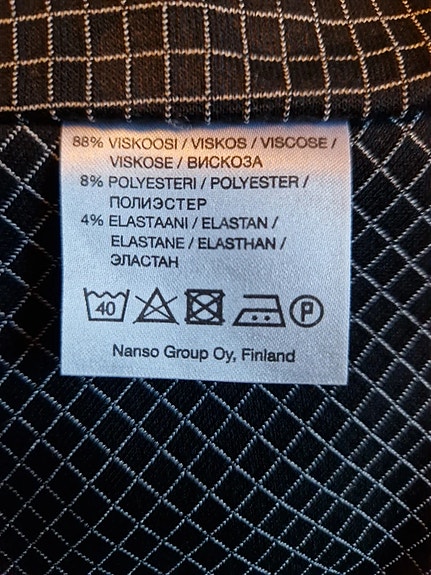 88% VISKOOSI / VISKOS / VISCOSE /
VISKOSE / ВИСКОЗА
8% POLYESTERI / POLYESTER /
ПОЛИЭСТЕР
4% ELASTAANI / ELASTAN /
ELASTANE / ELASTHAN /
ЭЛАСТАН
40 P
Nanso Group Oy, Finland